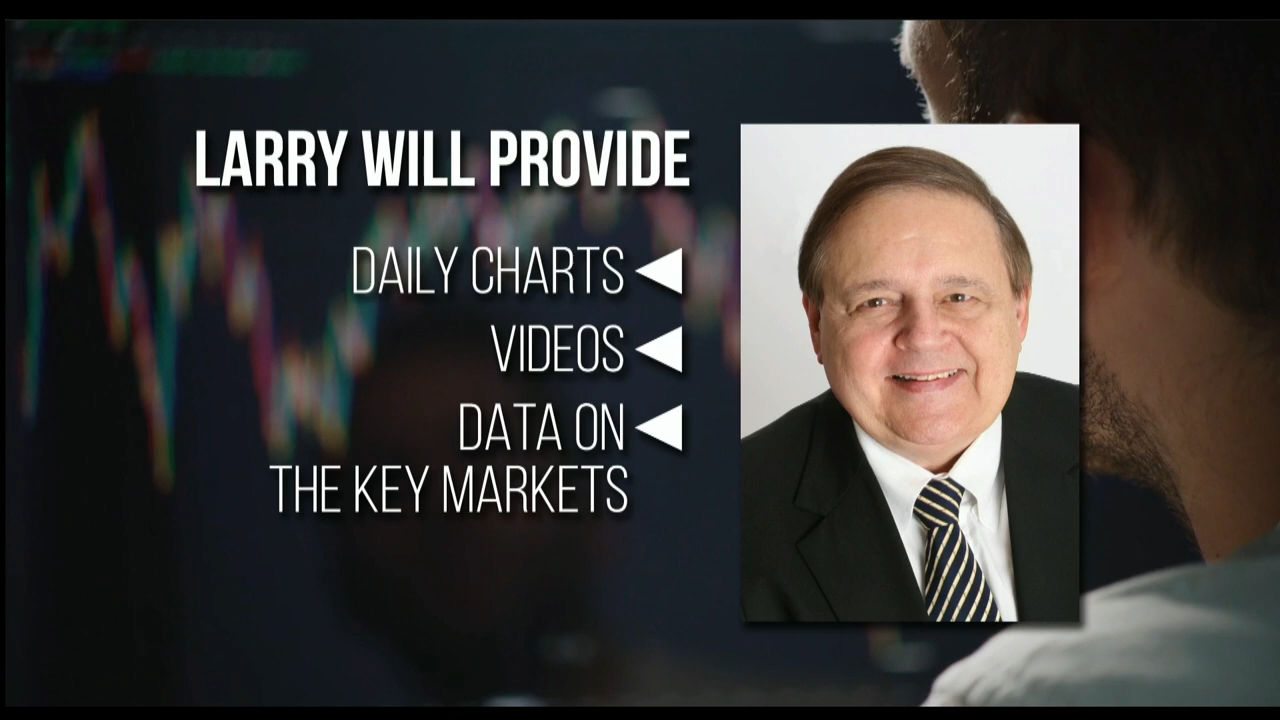 LARRY WILL PROVIDE
DAILY CHARTS
VIDEOS
DATA ON
THE KEY MARKETS